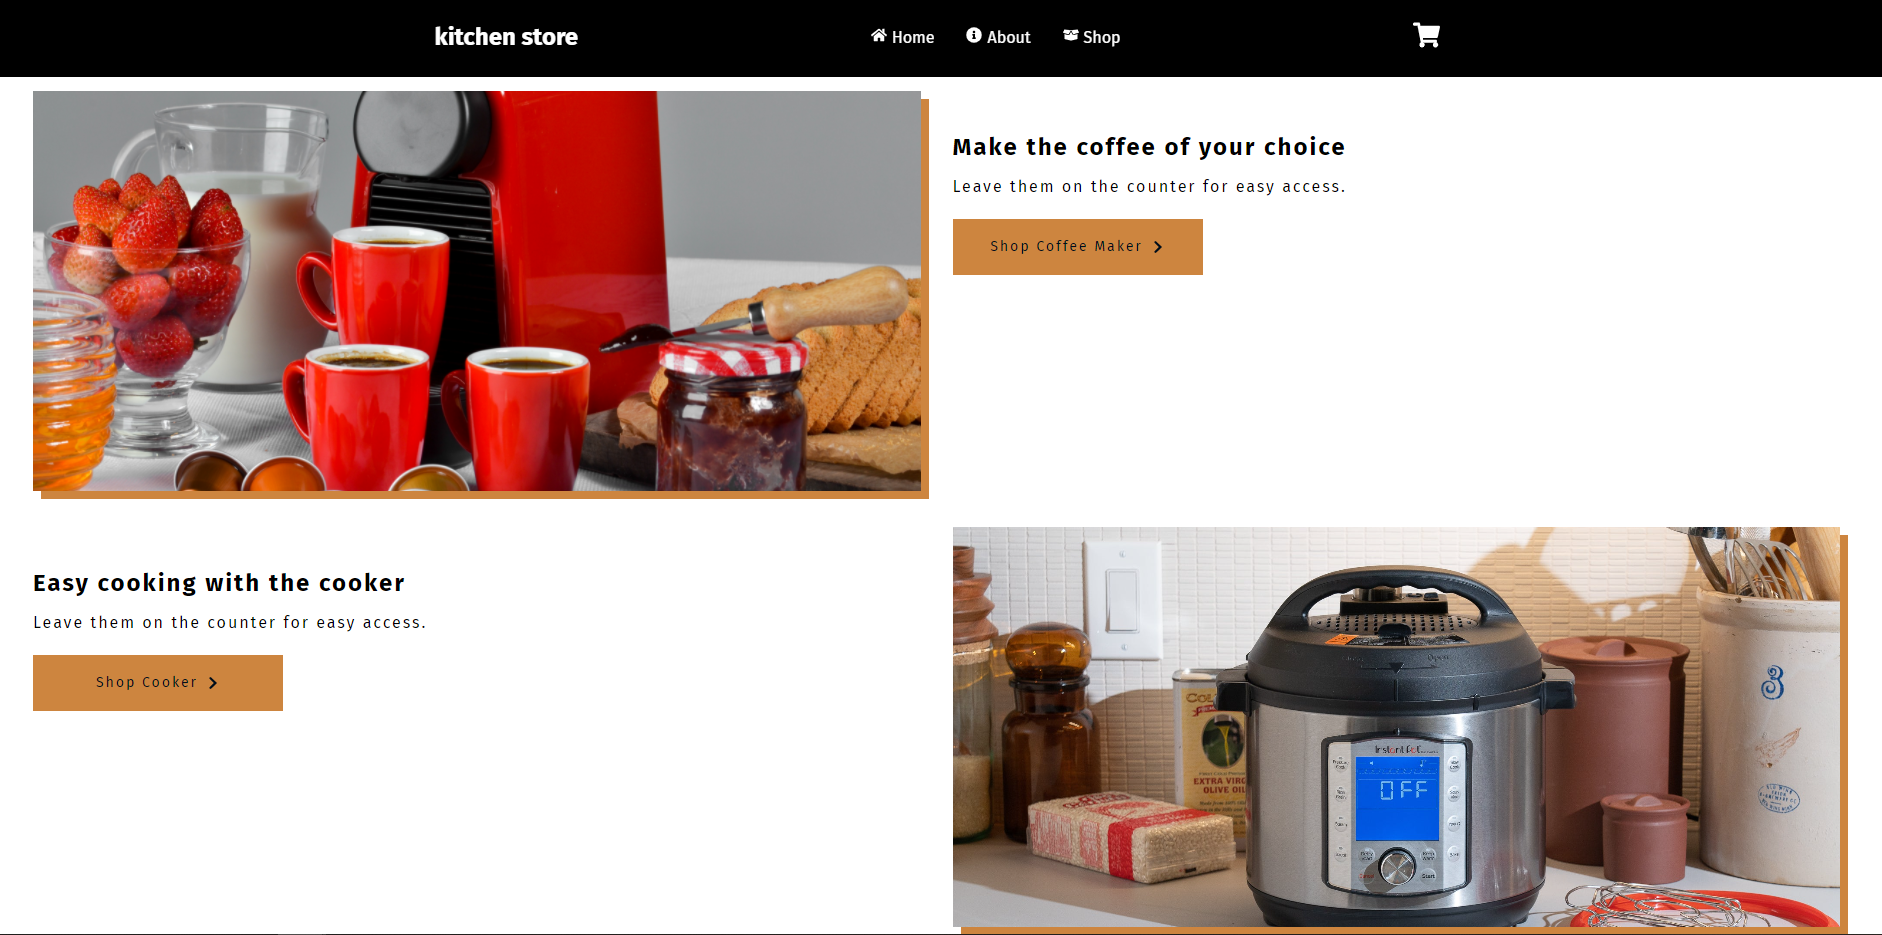 kitchen store
Home
About
Shop
Make the coffee of your choice
Leave them on the counter for easy access.
Shop Coffee Maker
Easy cooking with the cooker
Leave them on the counter for easy access.
Shop Cooker
Open
3
EXTRA VIRG
OLIVE OIL
Instant Pot
OFF
Start